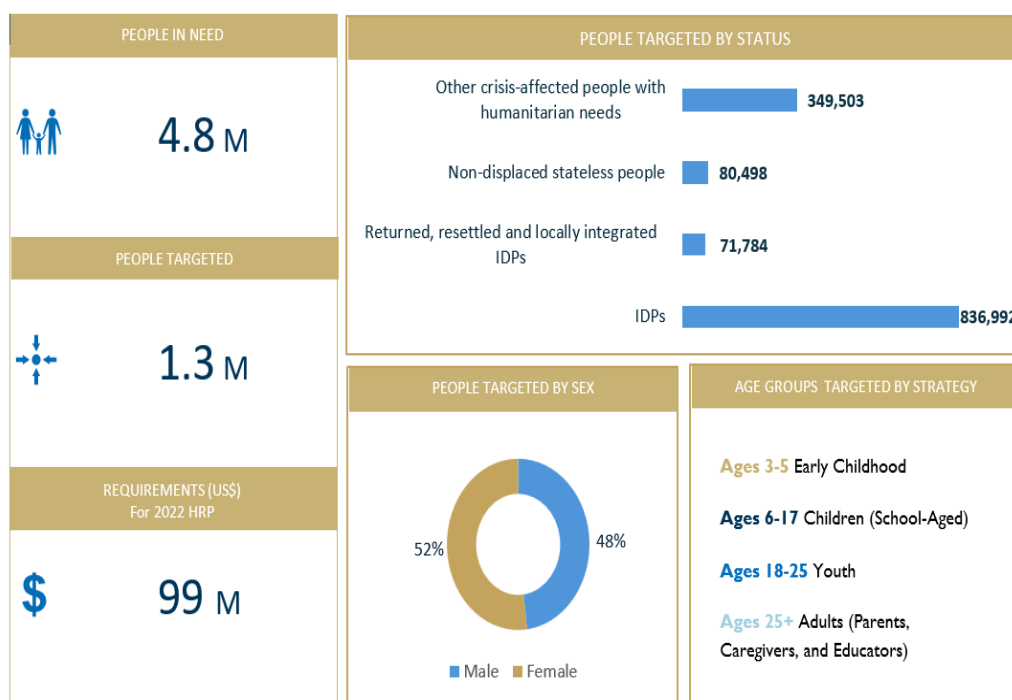 PEOPLE IN NEED
4.8 M
PEOPLE TARGETED
1.3 M
REQUIREMENTS (US$)
For 2022 HRP
$
99 M
PEOPLE TARGETED BY STATUS
Other crisis-affected people with
humanitarian needs
349,503
Non-displaced stateless people
80,498
Returned, resettled and locally integrated
IDPs
71,784
IDPs
836,992
PEOPLE TARGETED BY SEX
52%
48%
Male
Female
AGE GROUPS TARGETED BY STRATEGY
Ages 3-5 Early Childhood
Ages 6-17 Children (School-Aged)
Ages 18-25 Youth
Ages 25+ Adults (Parents,
Caregivers, and Educators)